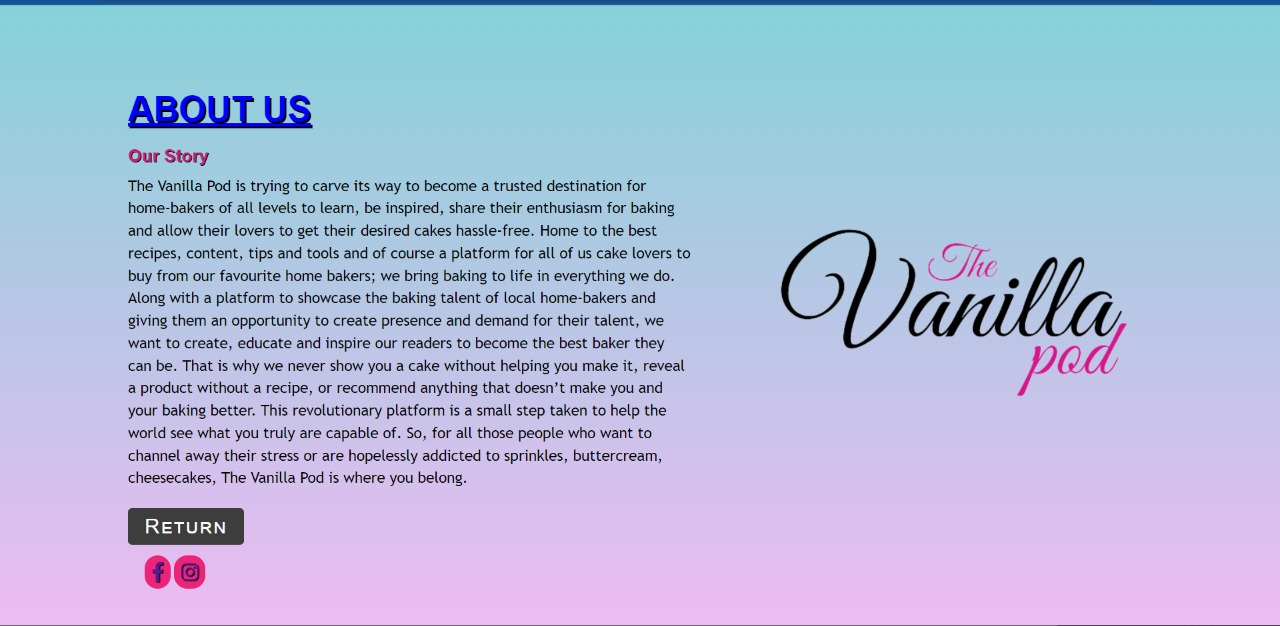 ABOUT US
Our Story
The Vanilla Pod is trying to carve its way to become a trusted destination for
home-bakers of all levels to learn, be inspired, share their enthusiasm for baking
and allow their lovers to get their desired cakes hassle-free. Home to the best
recipes, content, tips and tools and of course a platform for all of us cake lovers to
buy from our favourite home bakers; we bring baking to life in everything we do.
Along with a platform to showcase the baking talent of local home-bakers and
giving them an opportunity to create presence and demand for their talent, we
want to create, educate and inspire our readers to become the best baker they
can be. That is why we never show you a cake without helping you make it, reveal
a product without a recipe, or recommend anything that doesn’t make you and
your baking better. This revolutionary platform is a small step taken to help the
world see what you truly are capable of. So, for all those people who want to
channel away their stress or are hopelessly addicted to sprinkles, buttercream,
cheesecakes, The Vanilla Pod is where you belong.
RETURN
The
Vanilla
pod